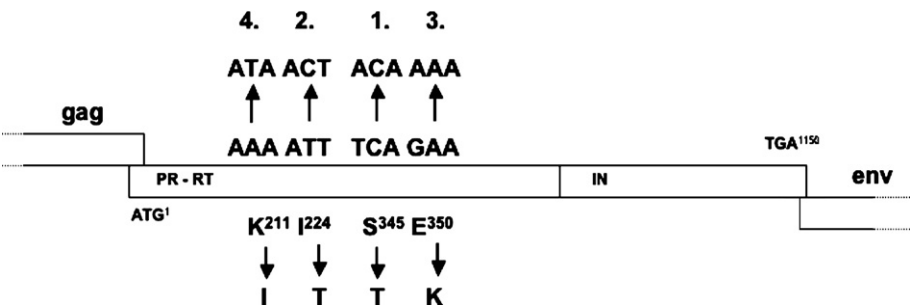 4. 2. 1. 3.
ATA ACT ACA AAA
gag
AAA ATT TCA GAA
TGA¹¹⁵⁰
PR - RT IN env
ATG¹
K²¹¹ I²²⁴ S³⁴⁵ E³⁵⁰
I T T K